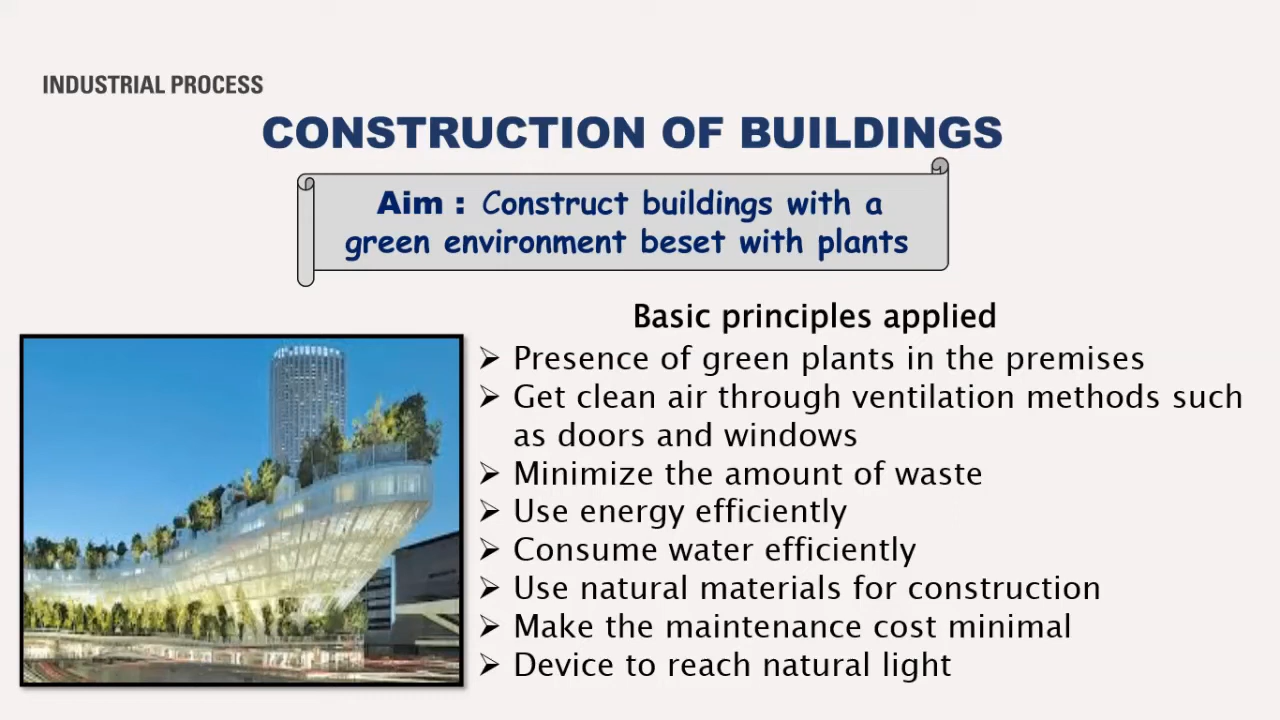 INDUSTRIAL PROCESS
CONSTRUCTION OF BUILDINGS
Aim : Construct buildings with a
green environment beset with plants
Basic principles applied
➢ Presence of green plants in the premises
➢ Get clean air through ventilation methods such
as doors and windows
➢ Minimize the amount of waste
➢ Use energy efficiently
➢ Consume water efficiently
➢ Use natural materials for construction
➢ Make the maintenance cost minimal
➢ Device to reach natural light